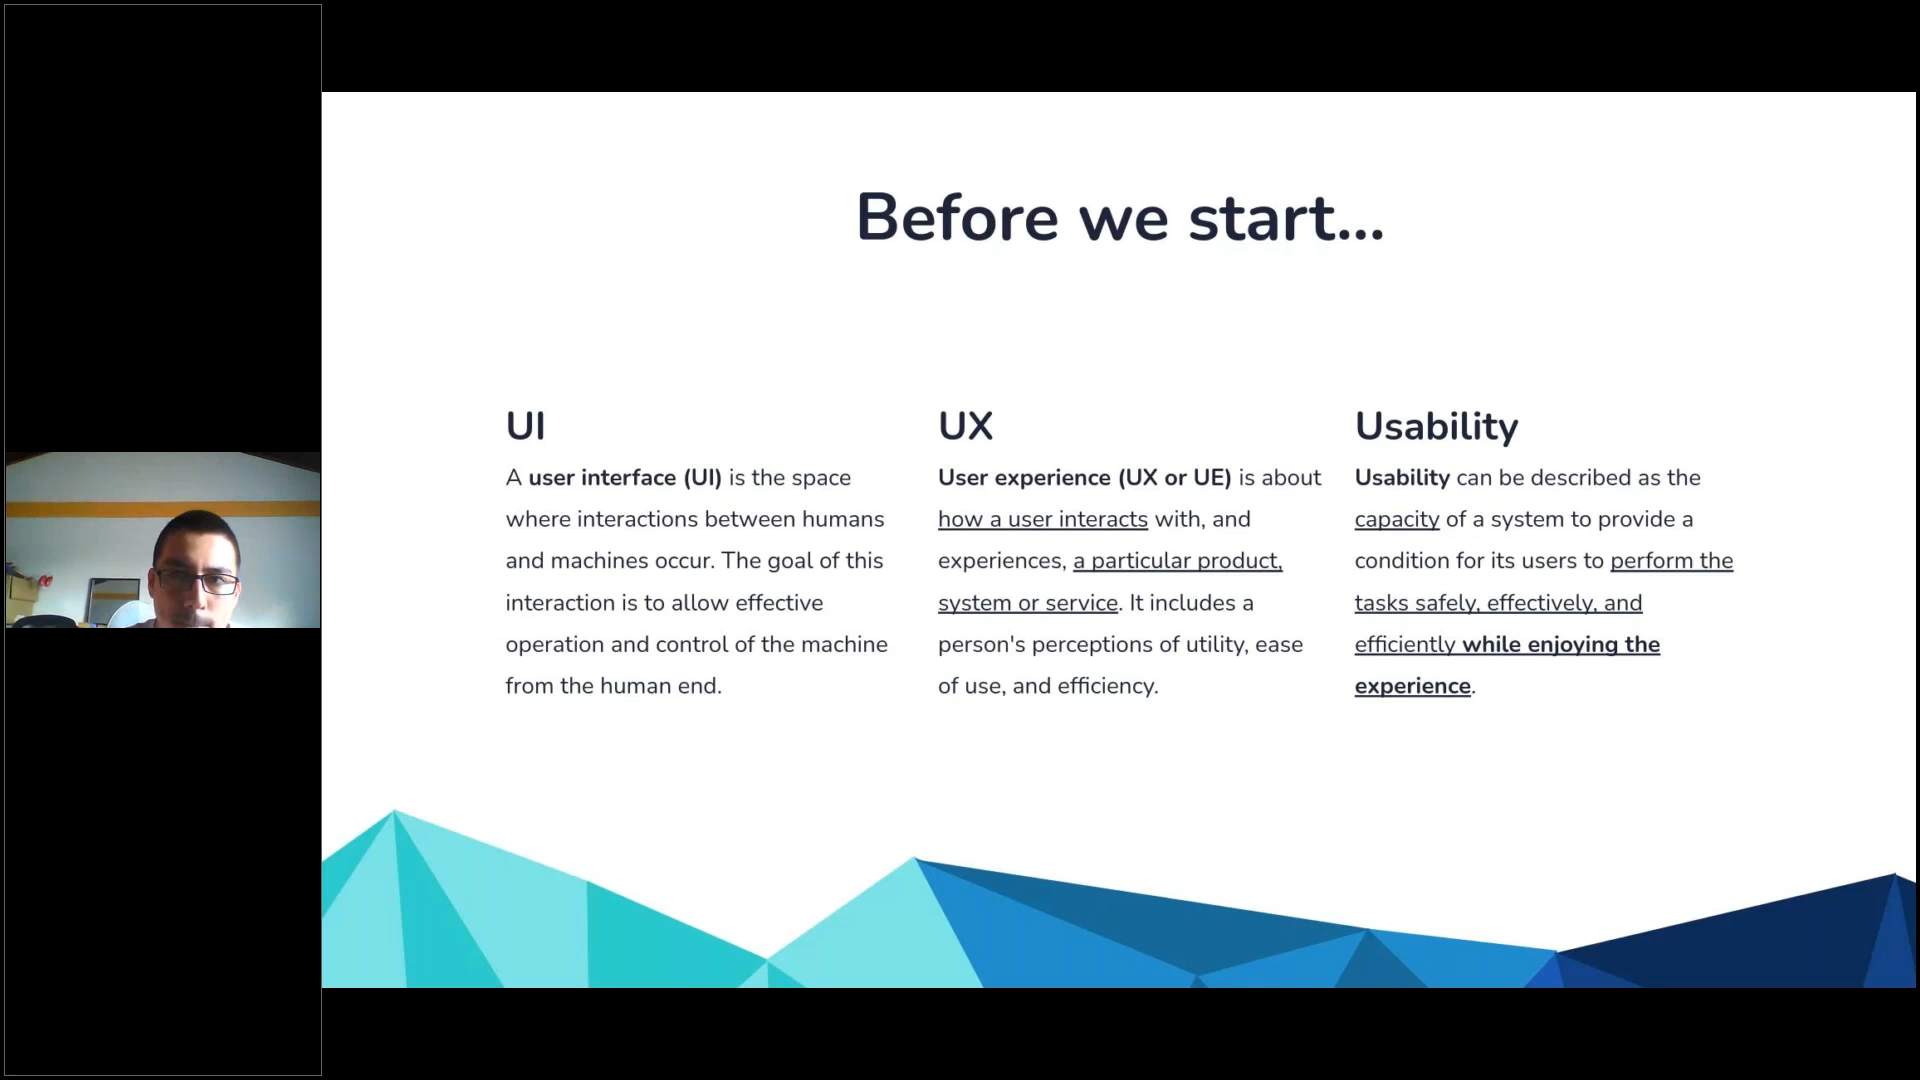 Before we start...
UI
A user interface (UI) is the space
where interactions between humans
and machines occur. The goal of this
interaction is to allow effective
operation and control of the machine
from the human end.
UX
User experience (UX or UE) is about
how a user interacts with, and
experiences, a particular product,
system or service. It includes a
person's perceptions of utility, ease
of use, and efficiency.
Usability
Usability can be described as the
capacity of a system to provide a
condition for its users to perform the
tasks safely, effectively, and
efficiently while enjoying the
experience.